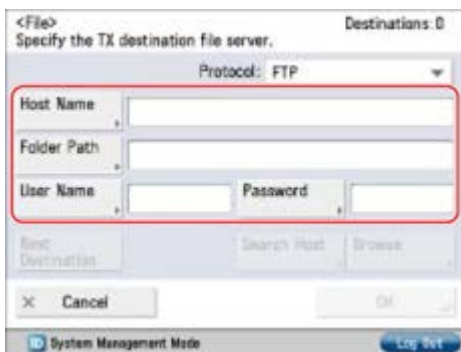 <File>
Destinations: 0
Specify the TX destination file server.
Protocol: FTP
Host Name
Folder Path
User Name
Password
Next Destination
Search Host
Browse
× Cancel
OK
ID System Management Mode
Log Out